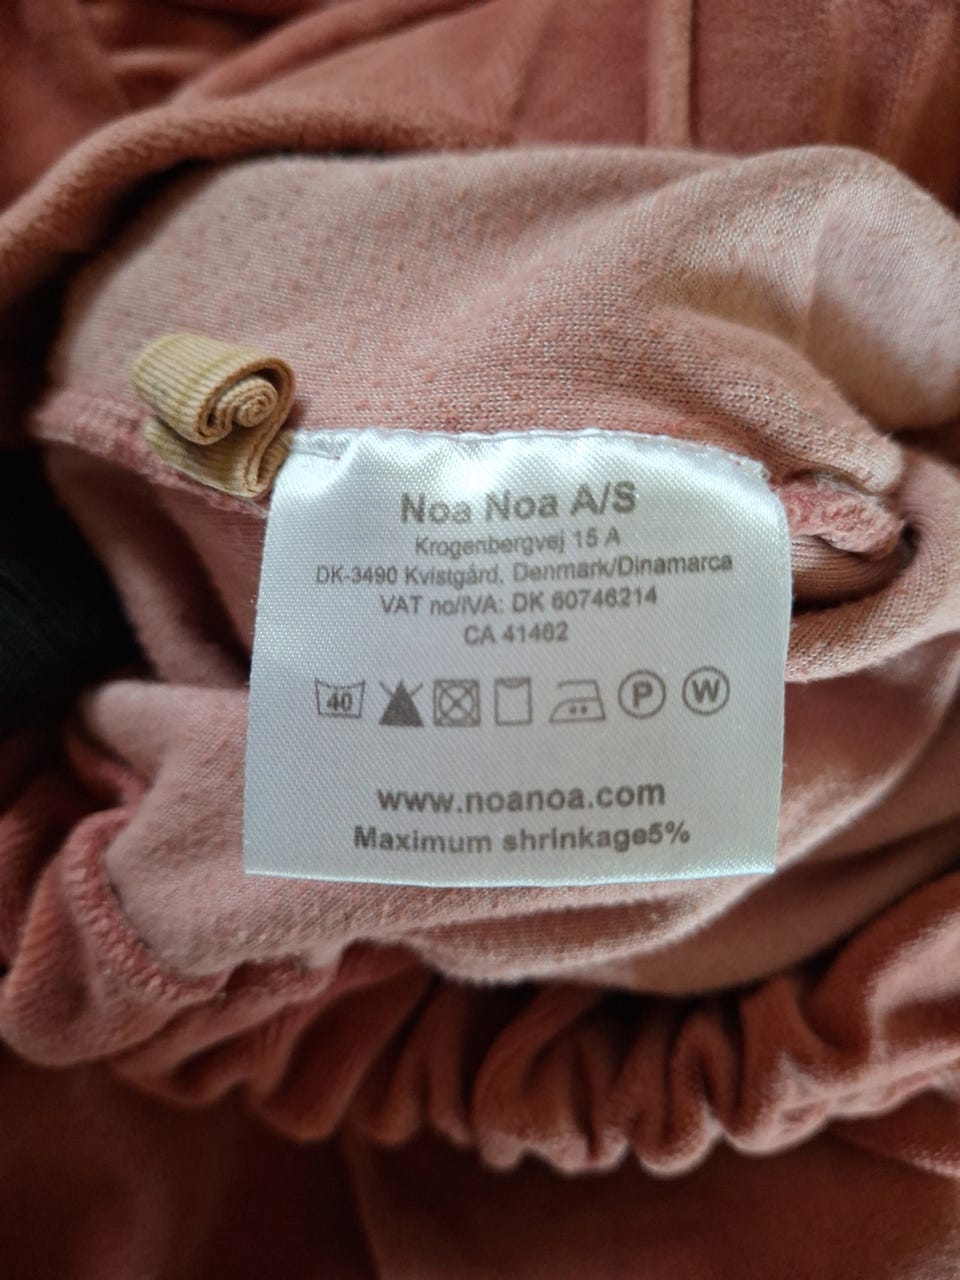 Noa Noa A/S
Krogenbergvej 15 A
DK-3490 Kvistgård, Denmark/Dinamarca
VAT no/IVA: DK 60746214
CA 41462
40 P W
www.noanoa.com
Maximum shrinkage5%